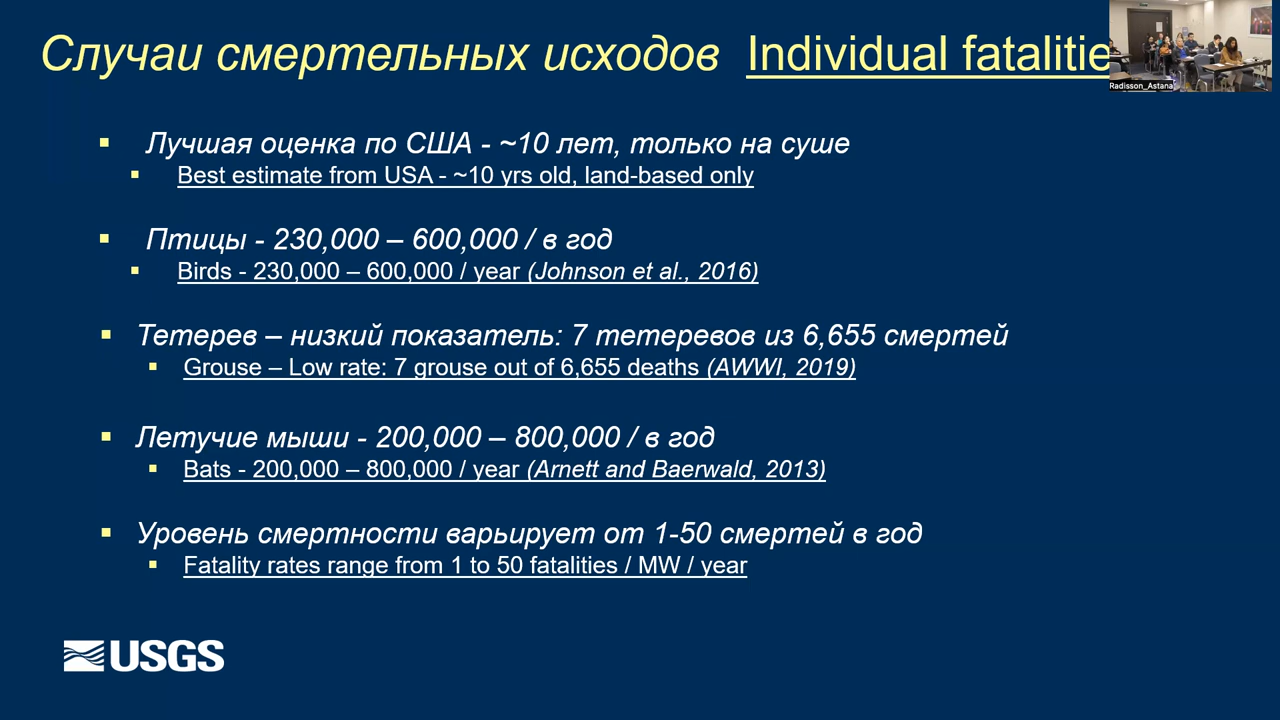 Случаи смертельных исходов Individual fatalitie
Radisson_Astana
Лучшая оценка по США - ~10 лет, только на суше
Best estimate from USA - ~10 yrs old, land-based only
Птицы - 230,000 – 600,000 / в год
Birds - 230,000 – 600,000 / year (Johnson et al., 2016)
Тетерев – низкий показатель: 7 тетеревов из 6,655 смертей
Grouse – Low rate: 7 grouse out of 6,655 deaths (AWWI, 2019)
Летучие мыши - 200,000 – 800,000 / в год
Bats - 200,000 – 800,000 / year (Arnett and Baerwald, 2013)
Уровень смертности варьирует от 1-50 смертей в год
Fatality rates range from 1 to 50 fatalities / MW / year
USGS